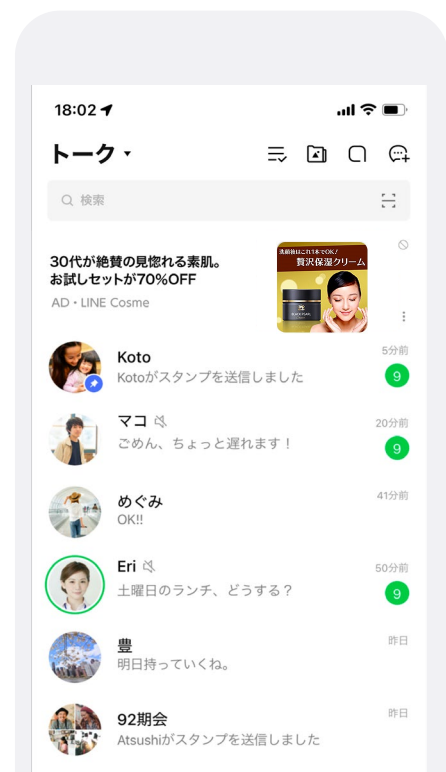 18:02
トーク
検索
30代が絶賛の見惚れる素肌。
お試しセットが70%OFF
AD・LINE Cosme
洗顔後はこれ1本でOK!
贅沢保湿クリーム
BLACK PEARL
Koto
5分前
Kotoがスタンプを送信しました
9
マコ
20分前
ごめん、ちょっと遅れます！
9
めぐみ
41分前
OK!!
Eri
50分前
土曜日のランチ、どうする？
9
豊
昨日
明日持っていくね。
92期会
昨日
Atsushiがスタンプを送信しました